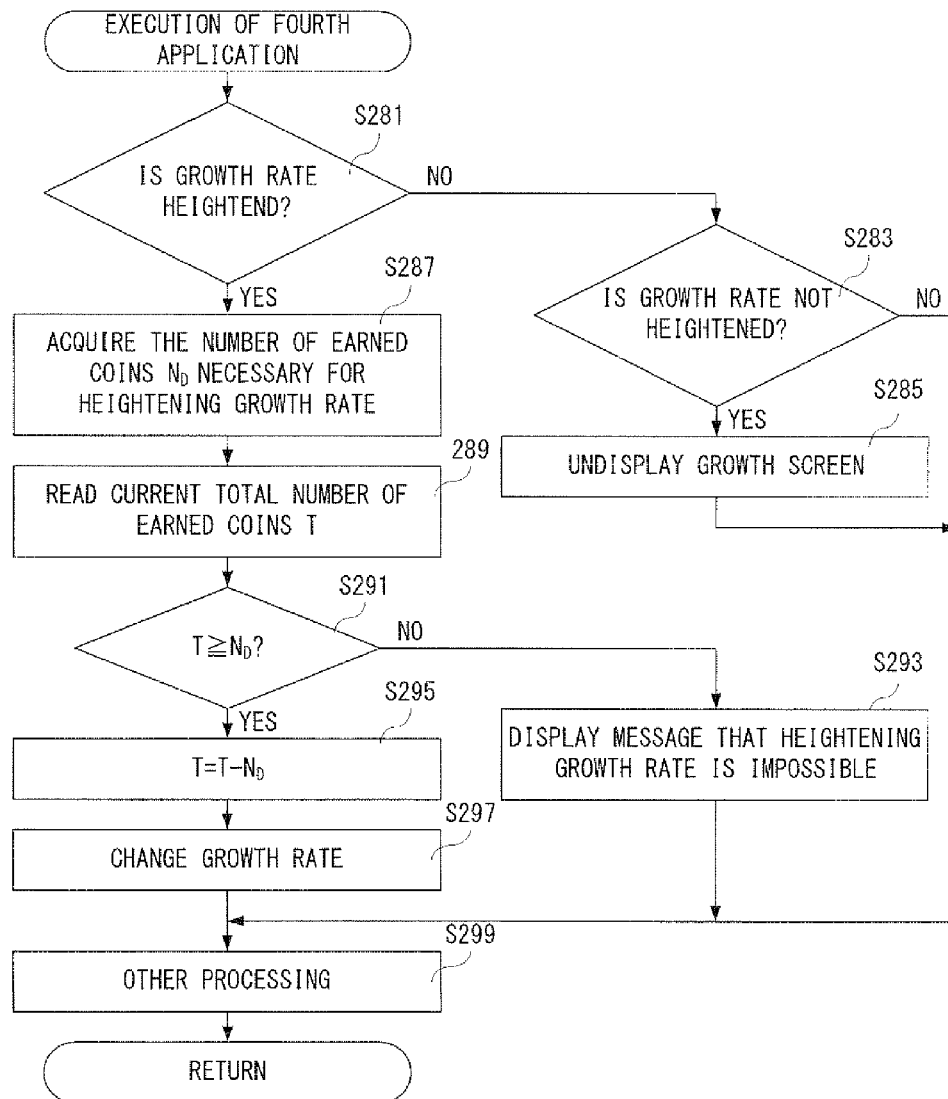 EXECUTION OF FOURTH
APPLICATION
S281
IS GROWTH RATE
HEIGHTEND?
NO
YES
S283
IS GROWTH RATE NOT
HEIGHTENED?
NO
YES
S287
ACQUIRE THE NUMBER OF EARNED
COINS N_D NECESSARY FOR
HEIGHTENING GROWTH RATE
S285
UNDISPLAY GROWTH SCREEN
289
READ CURRENT TOTAL NUMBER OF
EARNED COINS T
S291
T≧N_D?
NO
YES
S293
DISPLAY MESSAGE THAT HEIGHTENING
GROWTH RATE IS IMPOSSIBLE
S295
T=T−N_D
S297
CHANGE GROWTH RATE
S299
OTHER PROCESSING
RETURN